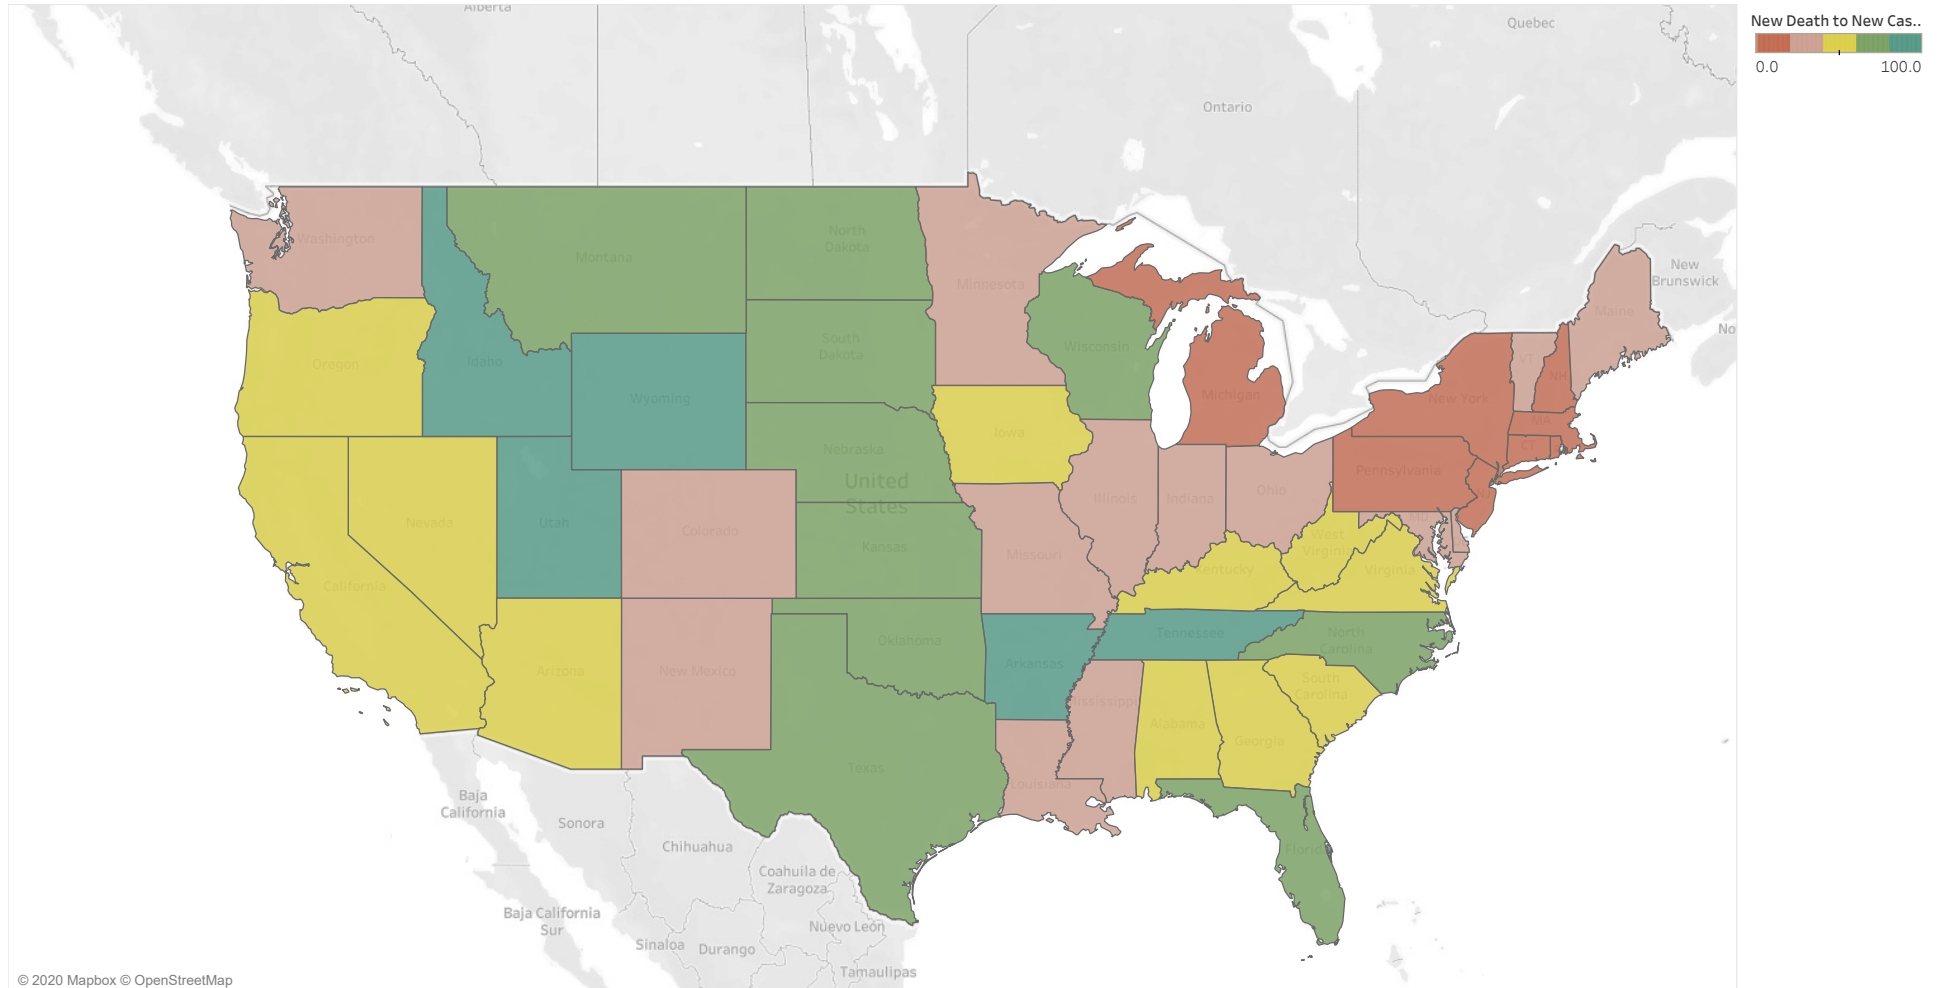 Alberta
Quebec
New Death to New Cas..
0.0
100.0
Ontario
Washington
North
Dakota
Montana
Minnesota
New
Brunswick
Maine
No
South
Dakota
Wisconsin
Oregon
Idaho
VT
NH
Wyoming
Michigan
New York
MA
Iowa
CT
Nebraska
Pennsylvania
United
States
Illinois
Indiana
Ohio
Nevada
Utah
Colorado
MD
Kansas
Missouri
West
Virginia
California
Kentucky
Virginia
Oklahoma
Tennessee
North
Carolina
Arizona
New Mexico
Arkansas
South
Carolina
Mississippi
Alabama
Georgia
Texas
Louisiana
Baja
California
Sonora
Chihuahua
Florida
Coahuila de
Zaragoza
Baja California
Sur
Nuevo León
Sinaloa
Durango
Tamaulipas
© 2020 Mapbox © OpenStreetMap